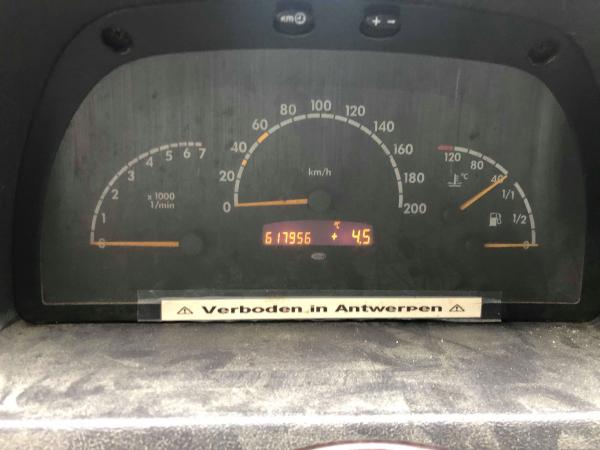 KM
+ -
0 1 2 3 4 5 6 7
x 1000
1/min
0 20 40 60 80 100 120 140 160 180 200
km/h
120 80 40
°C
1/1
1/2
0
°C
617956 + 4.5
⚠ Verboden in Antwerpen ⚠